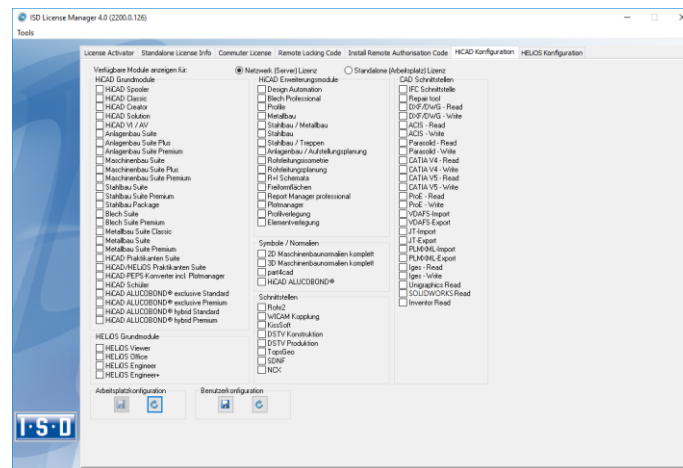 ISD License Manager 4.0 (2200.0.126)
Tools
License Activator Standalone License Info Commuter License Remote Locking Code Install Remote Authorisation Code HiCAD Konfiguration HELiOS Konfiguration
Verfügbare Module anzeigen für: Netzwerk (Server) Lizenz Standalone (Arbeitsplatz) Lizenz
HiCAD Grundmodule
HiCAD Spooler
HiCAD Classic
HiCAD Creator
HiCAD Solution
HiCAD VI / AV
Anlagenbau Suite
Anlagenbau Suite Plus
Anlagenbau Suite Premium
Maschinenbau Suite
Maschinenbau Suite Plus
Maschinenbau Suite Premium
Stahlbau Suite
Stahlbau Suite Premium
Stahlbau Package
Blech Suite
Blech Suite Premium
Metallbau Suite Classic
Metallbau Suite
Metallbau Suite Premium
HiCAD Praktikanten Suite
HiCAD/HELiOS Praktikanten Suite
HiCAD-PEPS-Konverter incl. Plotmanager
HiCAD Schüler
HiCAD ALUCOBOND® exclusive Standard
HiCAD ALUCOBOND® exclusive Premium
HiCAD ALUCOBOND® hybrid Standard
HiCAD ALUCOBOND® hybrid Premium
HELiOS Grundmodule
HELiOS Viewer
HELiOS Office
HELiOS Engineer
HELiOS Engineer+
HiCAD Erweiterungsmodule
Design Automation
Blech Professional
Profile
Metallbau
Stahlbau / Metallbau
Stahlbau
Stahlbau / Treppen
Anlagenbau / Aufstellungsplanung
Rohrleitungsisometrie
Rohrleitungsplanung
R+I Schemata
Freiformflächen
Report Manager professional
Plotmanager
Profilverlegung
Elementverlegung
Symbole / Normalien
2D Maschinenbaunormalien komplett
3D Maschinenbaunormalien komplett
part4cad
HiCAD ALUCOBOND®
Schnittstellen
Rohr2
WICAM Kopplung
KissSoft
DSTV Konstruktion
DSTV Produktion
TopsGeo
SDNF
NCX
CAD Schnittstellen
IFC Schnittstelle
Repair tool
DXF/DWG - Read
DXF/DWG - Write
ACIS - Read
ACIS - Write
Parasolid - Read
Parasolid - Write
CATIA V4 - Read
CATIA V4 - Write
CATIA V5 - Read
CATIA V5 - Write
ProE - Read
ProE - Write
VDAFS-Import
VDAFS-Export
JT-Import
JT-Export
PLMXML-Import
PLMXML-Export
Iges - Read
Iges - Write
Unigraphics Read
SOLIDWORKS Read
Inventor Read
Arbeitsplatzkonfiguration Benutzerkonfiguration
I·S·D